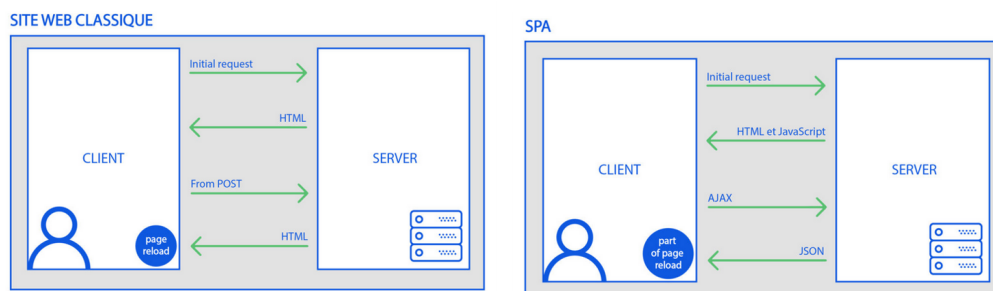 SITE WEB CLASSIQUE
Initial request
HTML
CLIENT
SERVER
From POST
HTML
page
reload
SPA
Initial request
HTML et JavaScript
CLIENT
SERVER
AJAX
JSON
part
of page
reload